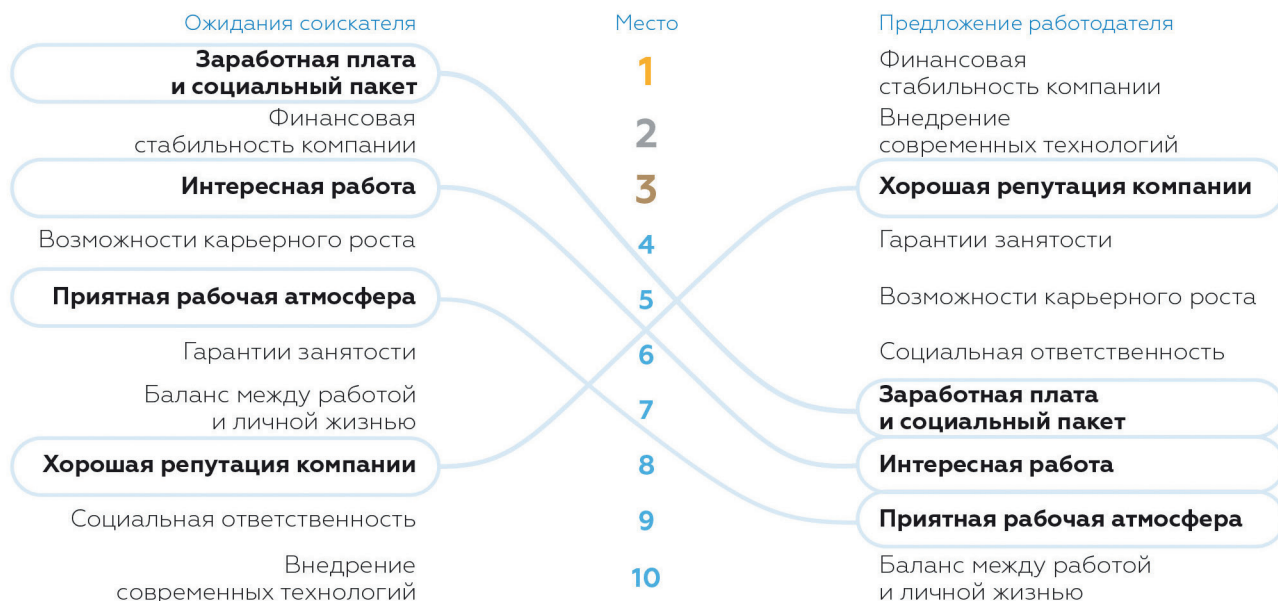 Ожидания соискателя
Место
Предложение работодателя
Заработная плата
и социальный пакет
1
Финансовая
стабильность компании
Финансовая
стабильность компании
2
Внедрение
современных технологий
Интересная работа
3
Хорошая репутация компании
Возможности карьерного роста
4
Гарантии занятости
Приятная рабочая атмосфера
5
Возможности карьерного роста
Гарантии занятости
6
Социальная ответственность
Баланс между работой
и личной жизнью
7
Заработная плата
и социальный пакет
Хорошая репутация компании
8
Интересная работа
Социальная ответственность
9
Приятная рабочая атмосфера
Внедрение
современных технологий
10
Баланс между работой
и личной жизнью